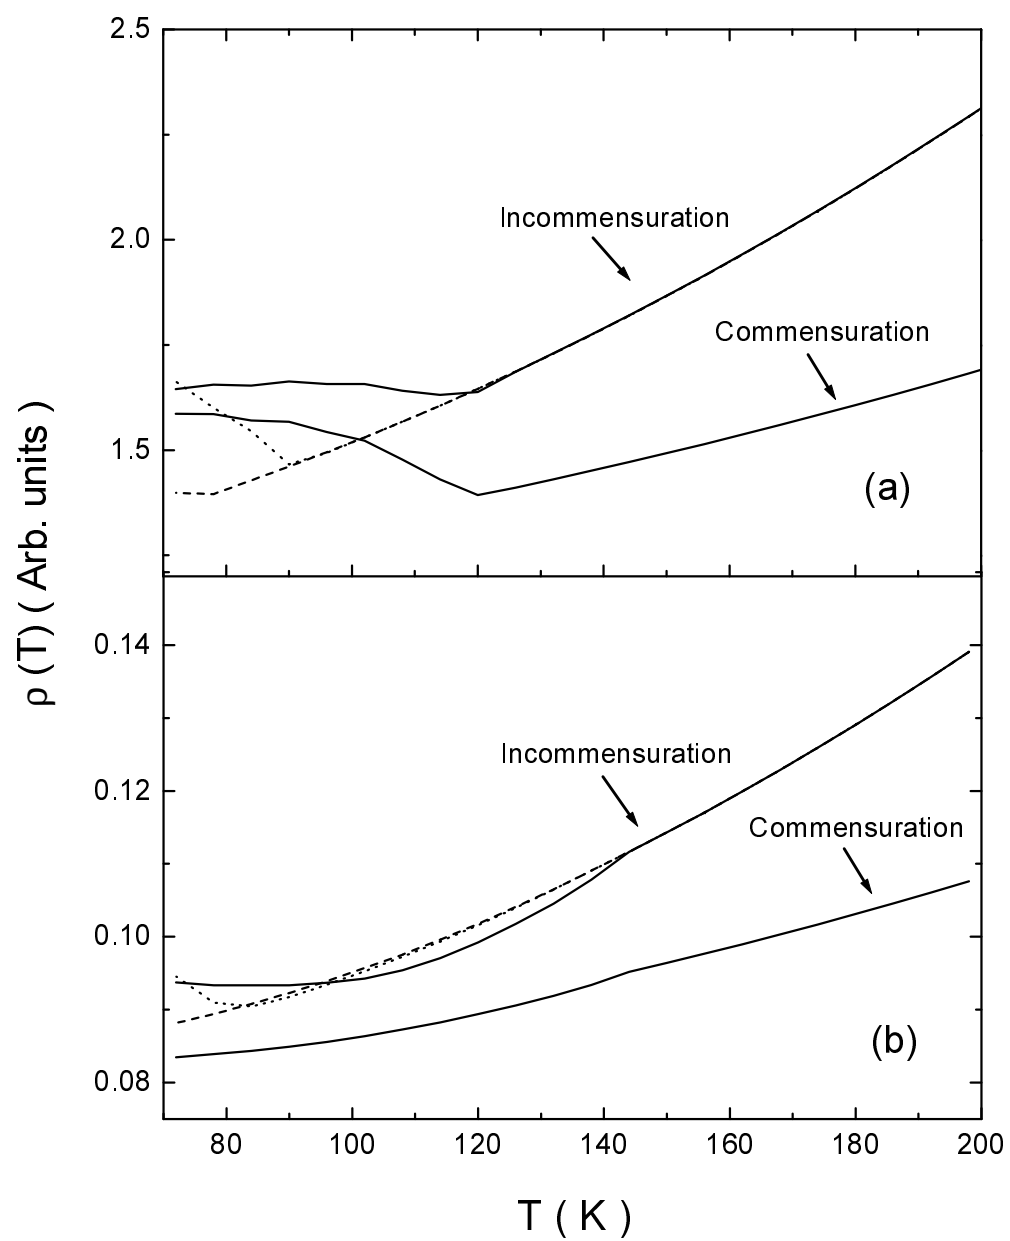 2.5
2.0
1.5
Incommensuration
Commensuration
(a)
ρ (T) ( Arb. units )
0.14
0.12
0.10
0.08
Incommensuration
Commensuration
(b)
80 100 120 140 160 180 200
T ( K )